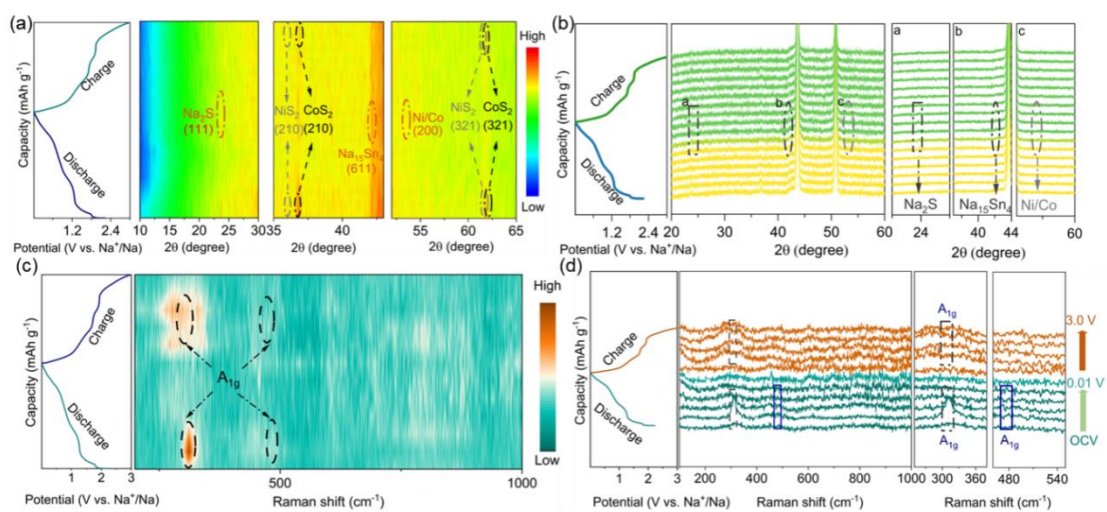 (a)
Capacity (mAh g⁻¹)
Charge
Discharge
1.2 2.4
Potential (V vs. Na⁺/Na)
Na₂S
(111)
10 15 20 25 30
2θ (degree)
NiS₂
(210)
CoS₂
(210)
Na₁₅Sn₄
(611)
35 40
2θ (degree)
Ni/Co
(200)
NiS₂
(321)
CoS₂
(321)
55 60 65
2θ (degree)
High
Low
(b)
Capacity (mAh g⁻¹)
Charge
Discharge
1.2 2.4
Potential (V vs. Na⁺/Na)
a
b
c
20 30 40 50 60
2θ (degree)
a
Na₂S
24
b
Na₁₅Sn₄
40 44
c
Ni/Co
60
2θ (degree)
(c)
Capacity (mAh g⁻¹)
Charge
Discharge
1 2 3
Potential (V vs. Na⁺/Na)
A₁g
500 1000
Raman shift (cm⁻¹)
High
Low
(d)
Capacity (mAh g⁻¹)
Charge
Discharge
0 1 2 3
Potential (V vs. Na⁺/Na)
200 400 600 800 1000
Raman shift (cm⁻¹)
A₁g
A₁g
300 360
A₁g
480 540
Raman shift (cm⁻¹)
3.0 V
0.01 V
OCV